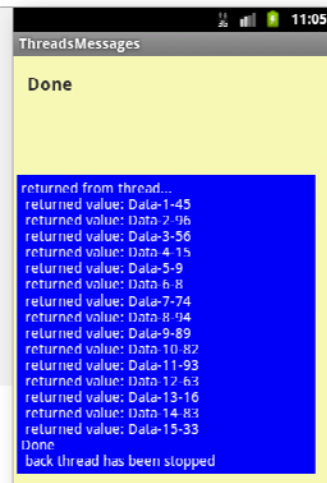 11:05
ThreadsMessages
Done
returned from thread...
returned value: Data-1-45
returned value: Data-2-96
returned value: Data-3-56
returned value: Data-4-15
returned value: Data-5-9
returned value: Data-6-8
returned value: Data-7-74
returned value: Data-8-94
returned value: Data-9-89
returned value: Data-10-82
returned value: Data-11-93
returned value: Data-12-63
returned value: Data-13-16
returned value: Data-14-83
returned value: Data-15-33
Done
back thread has been stopped